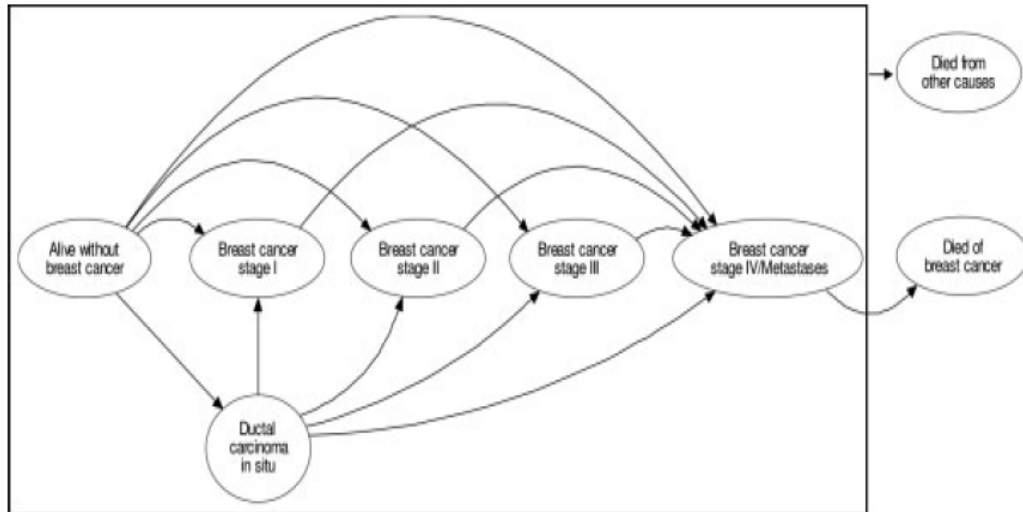 Died from
other causes
Alive without
breast cancer
Breast cancer
stage I
Breast cancer
stage II
Breast cancer
stage III
Breast cancer
stage IV/Metastases
Died of
breast cancer
Ductal
carcinoma
in situ